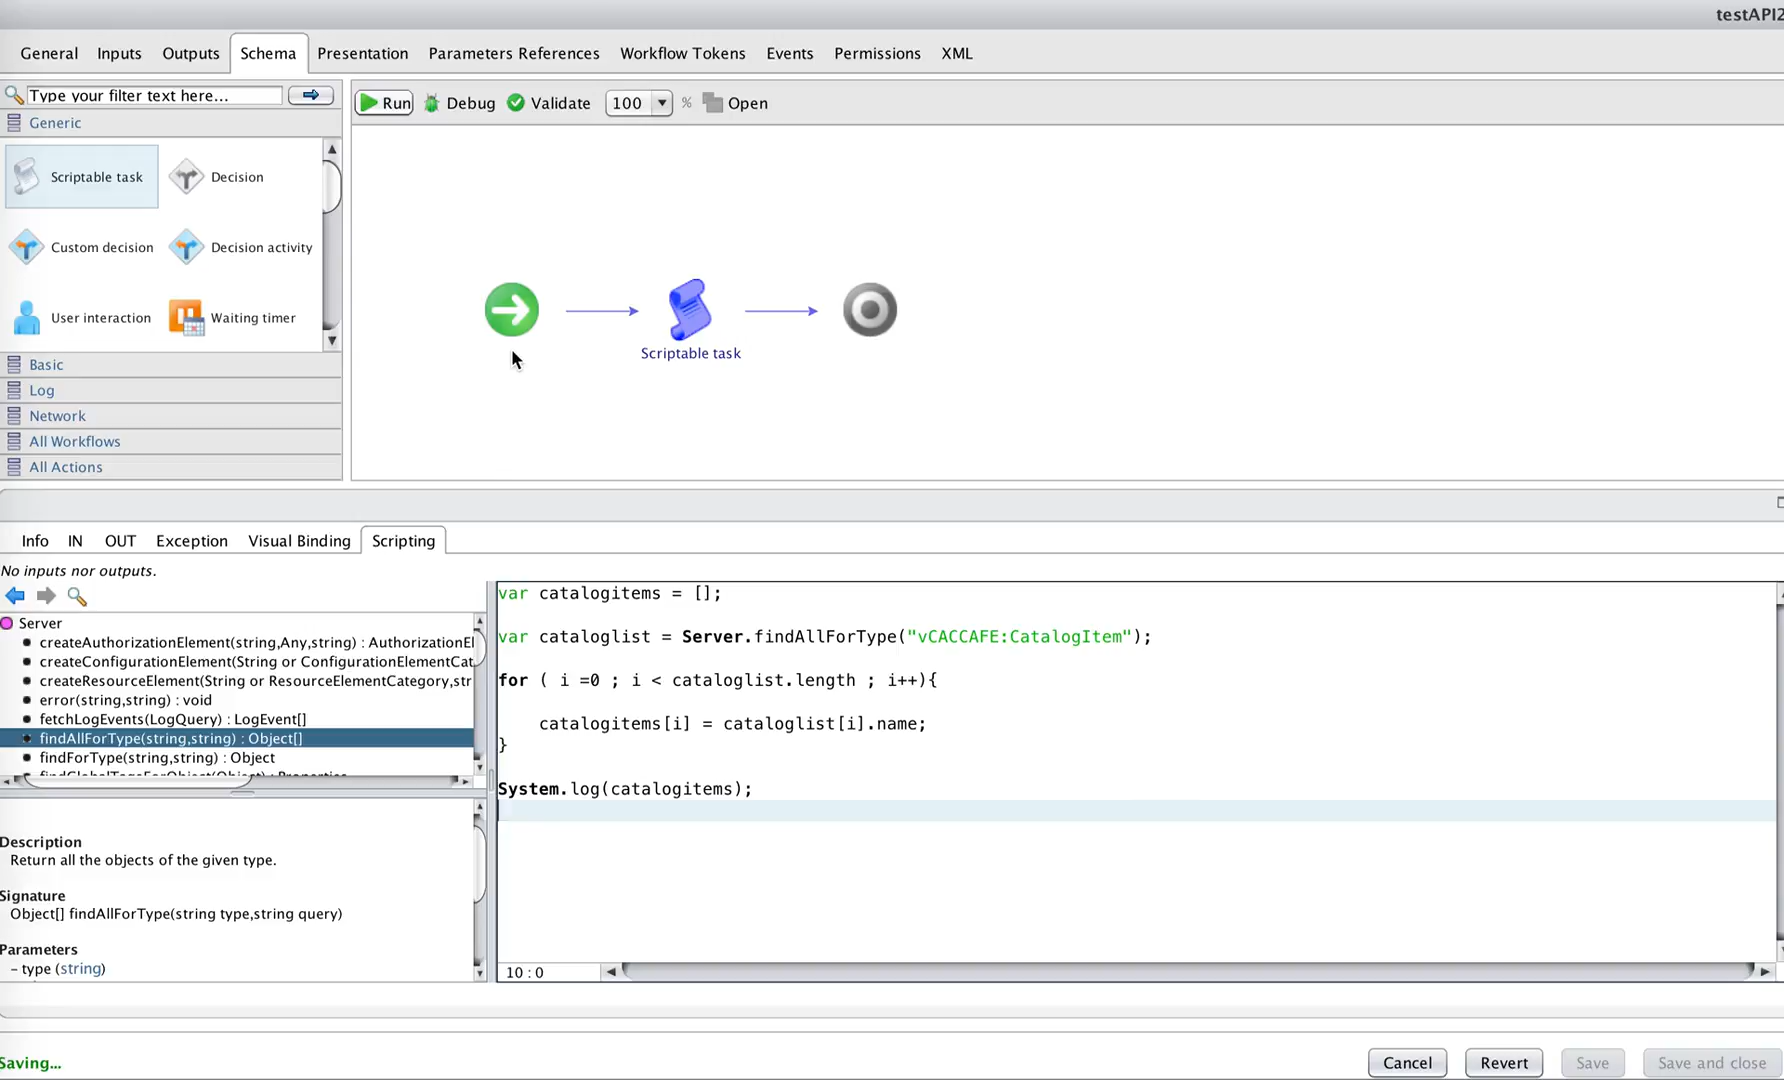 testAPI2
General Inputs Outputs Schema Presentation Parameters References Workflow Tokens Events Permissions XML
Type your filter text here...
Run Debug Validate 100 % Open
Generic
Scriptable task Decision
Custom decision Decision activity
User interaction Waiting timer
Scriptable task
Basic
Log
Network
All Workflows
All Actions
Info IN OUT Exception Visual Binding Scripting
No inputs nor outputs.
Server
createAuthorizationElement(string,Any,string) : AuthorizationEl
createConfigurationElement(String or ConfigurationElementCat
createResourceElement(String or ResourceElementCategory,str
error(string,string) : void
fetchLogEvents(LogQuery) : LogEvent[]
findAllForType(string,string) : Object[]
findForType(string,string) : Object
findGlobalTagsForObject(Object) : Properties
Description
Return all the objects of the given type.
Signature
Object[] findAllForType(string type,string query)
Parameters
- type (string)
var catalogitems = [];
var cataloglist = Server.findAllForType("vCACCAFE:CatalogItem");
for ( i =0 ; i < cataloglist.length ; i++){
catalogitems[i] = cataloglist[i].name;
}
System.log(catalogitems);
10 : 0
Saving...
Cancel Revert Save Save and close